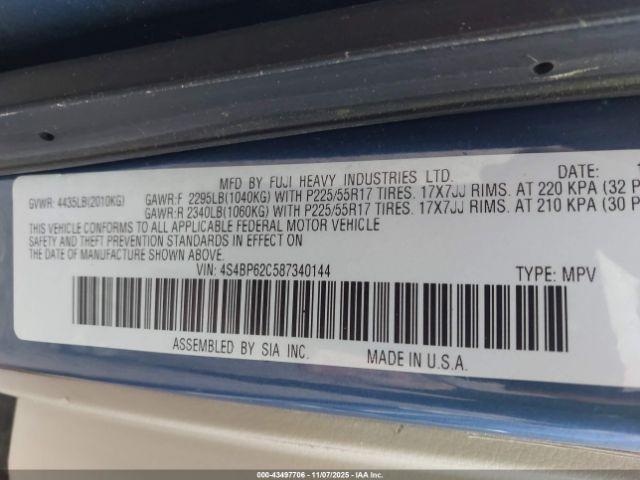 MFD BY FUJI HEAVY INDUSTRIES LTD. DATE: 1
GVWR: 4435LB(2010KG) GAWR:F 2295LB(1040KG) WITH P225/55R17 TIRES. 17X7JJ RIMS. AT 220 KPA (32 P
GAWR:R 2340LB(1060KG) WITH P225/55R17 TIRES. 17X7JJ RIMS. AT 210 KPA (30 P
THIS VEHICLE CONFORMS TO ALL APPLICABLE FEDERAL MOTOR VEHICLE
SAFETY AND THEFT PREVENTION STANDARDS IN EFFECT ON
THE DATE OF MANUFACTURE SHOWN ABOVE.
VIN: 4S4BP62C587340144 TYPE: MPV
ASSEMBLED BY SIA INC. MADE IN U.S.A.
000-43497706 - 11/07/2025 - IAACORP.COM